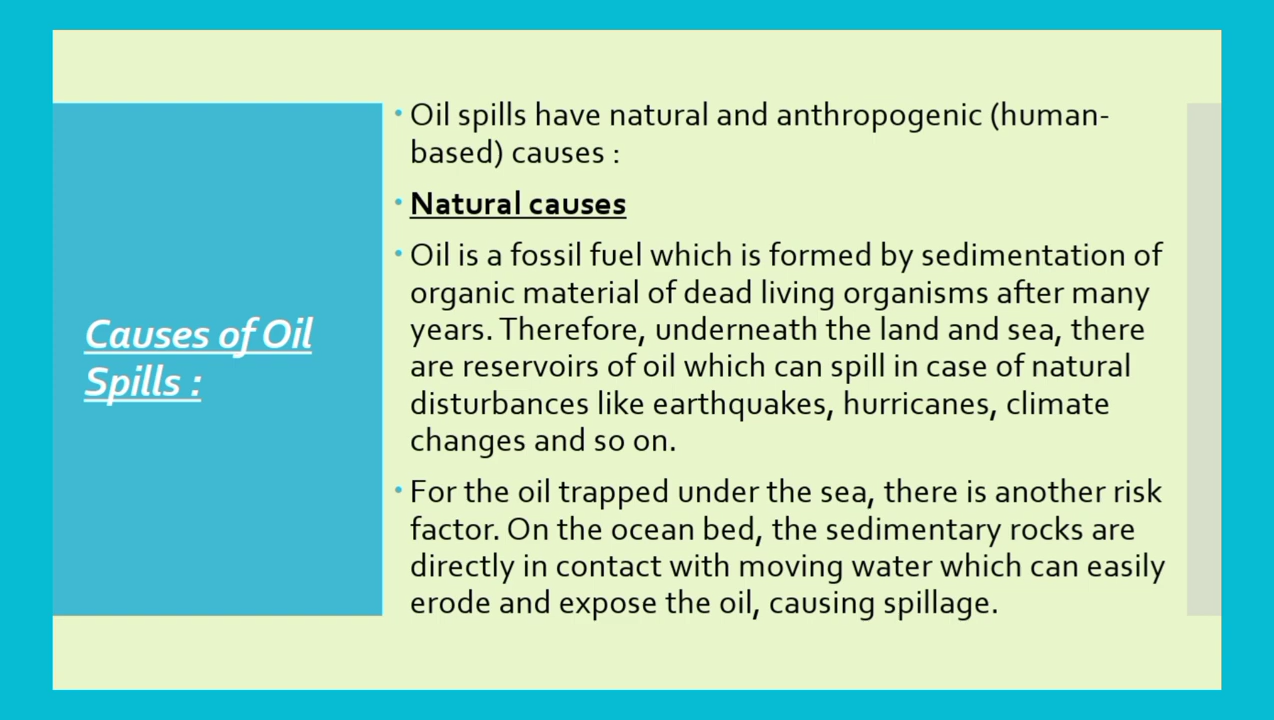 Causes of Oil
Spills :
• Oil spills have natural and anthropogenic (human-
based) causes :
• Natural causes
• Oil is a fossil fuel which is formed by sedimentation of
organic material of dead living organisms after many
years. Therefore, underneath the land and sea, there
are reservoirs of oil which can spill in case of natural
disturbances like earthquakes, hurricanes, climate
changes and so on.
• For the oil trapped under the sea, there is another risk
factor. On the ocean bed, the sedimentary rocks are
directly in contact with moving water which can easily
erode and expose the oil, causing spillage.